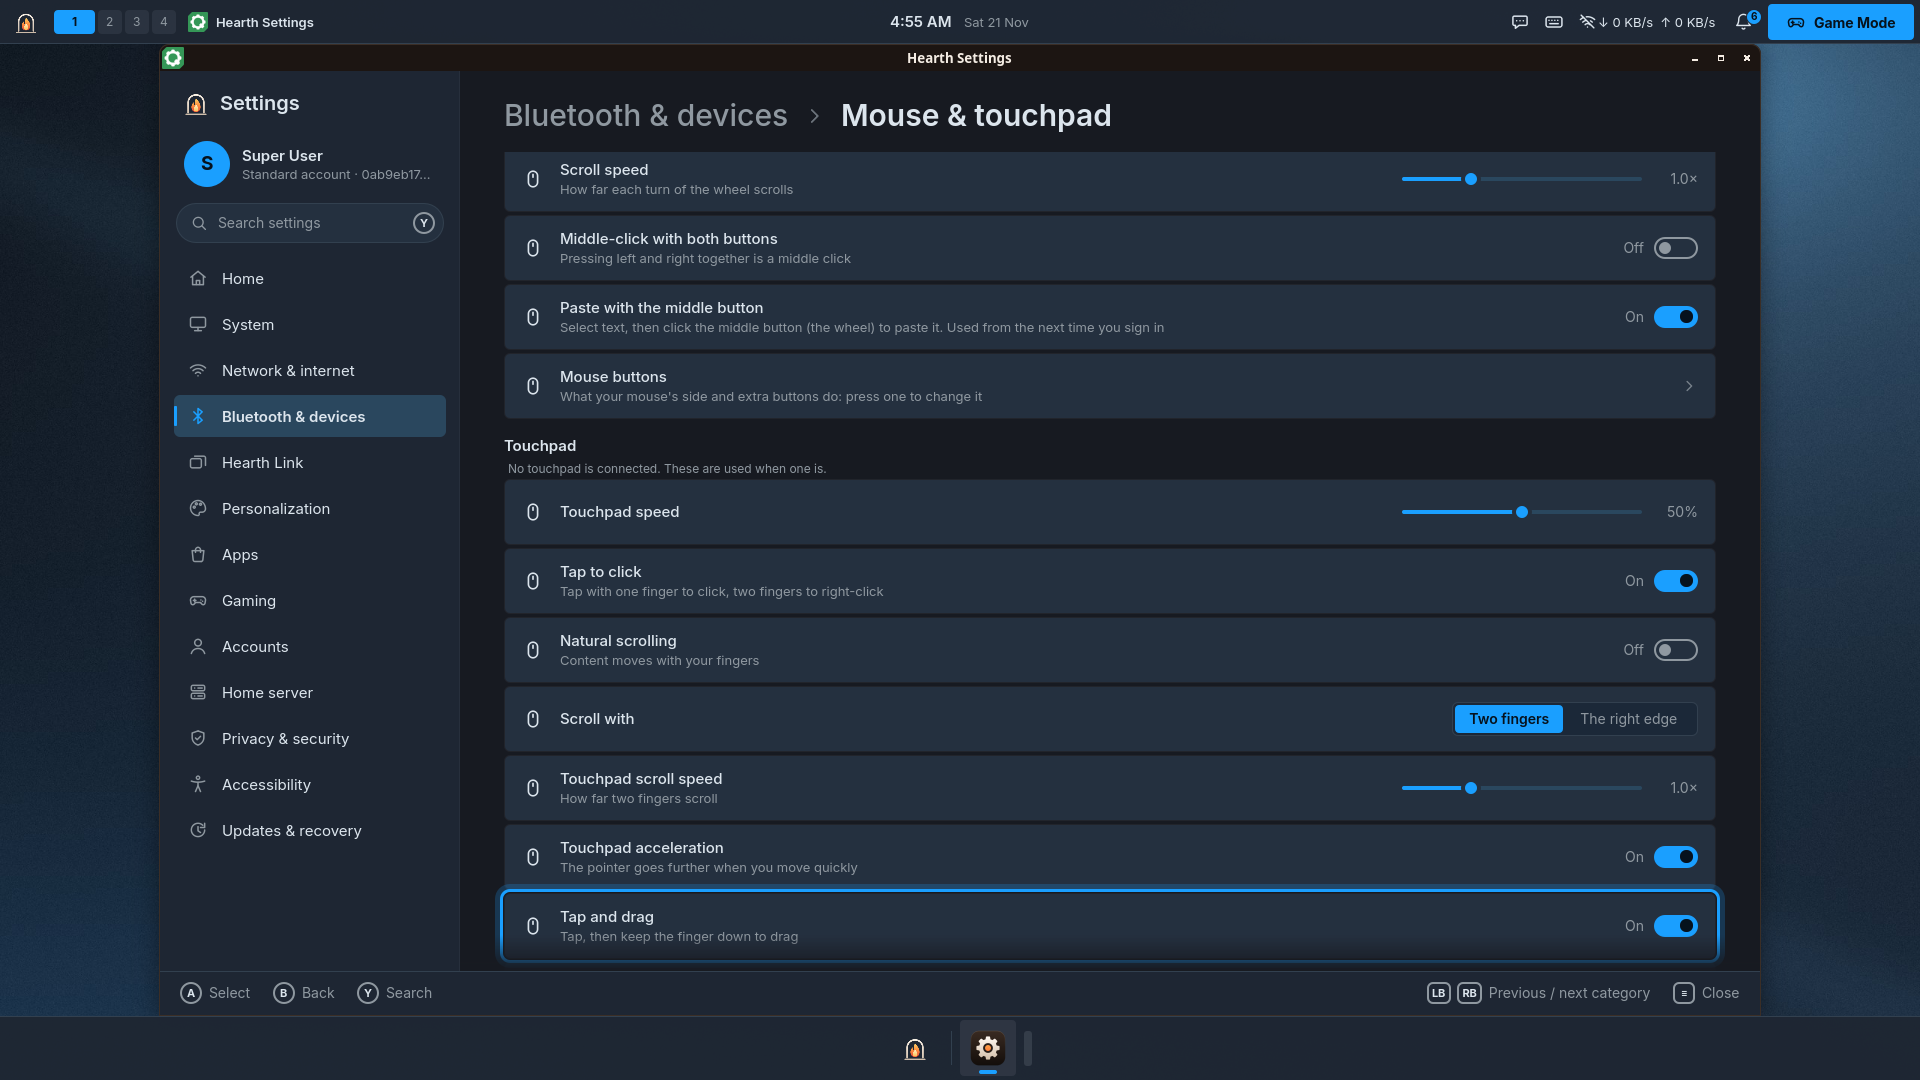 1 2 3 4 Hearth Settings
4:55 AM Sat 21 Nov
↓ 0 KB/s ↑ 0 KB/s
6
Game Mode
Hearth Settings
Settings
S
Super User
Standard account · 0ab9eb17...
Search settings Y
Home
System
Network & internet
Bluetooth & devices
Hearth Link
Personalization
Apps
Gaming
Accounts
Home server
Privacy & security
Accessibility
Updates & recovery
Bluetooth & devices > Mouse & touchpad
Scroll speed
How far each turn of the wheel scrolls
1.0×
Middle-click with both buttons
Pressing left and right together is a middle click
Off
Paste with the middle button
Select text, then click the middle button (the wheel) to paste it. Used from the next time you sign in
On
Mouse buttons
What your mouse's side and extra buttons do: press one to change it
Touchpad
No touchpad is connected. These are used when one is.
Touchpad speed
50%
Tap to click
Tap with one finger to click, two fingers to right-click
On
Natural scrolling
Content moves with your fingers
Off
Scroll with
Two fingers The right edge
Touchpad scroll speed
How far two fingers scroll
1.0×
Touchpad acceleration
The pointer goes further when you move quickly
On
Tap and drag
Tap, then keep the finger down to drag
On
A Select B Back Y Search
LB RB Previous / next category ≡ Close